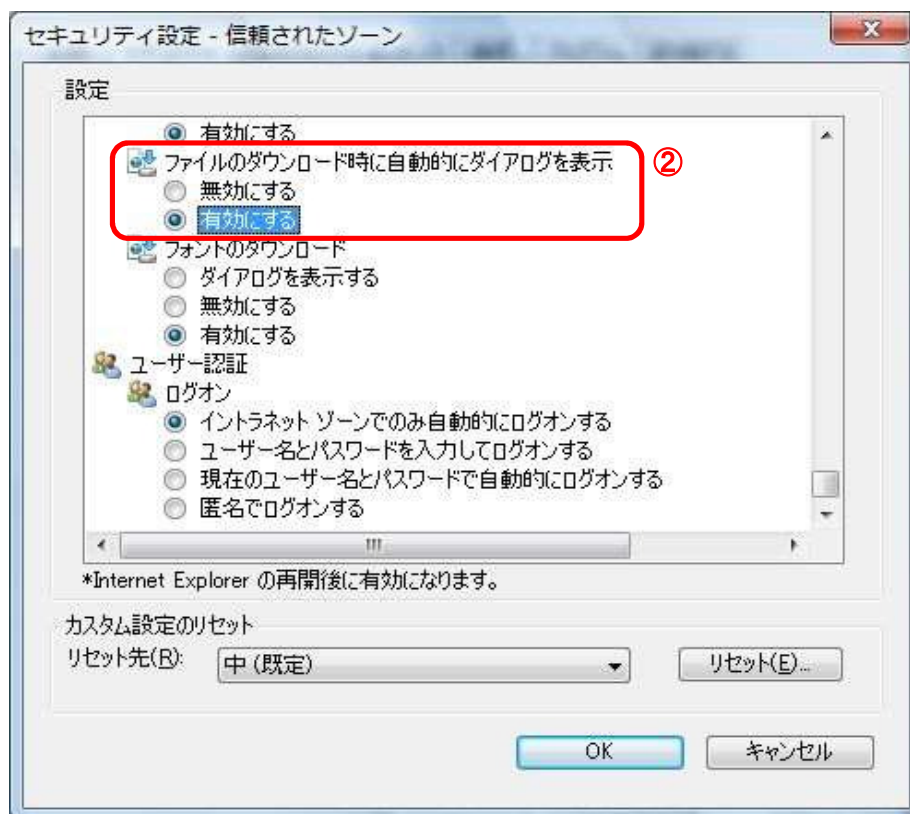 セキュリティ設定 - 信頼されたゾーン
設定
有効にする
ファイルのダウンロード時に自動的にダイアログを表示
②
無効にする
有効にする
フォントのダウンロード
ダイアログを表示する
無効にする
有効にする
ユーザー認証
ログオン
イントラネット ゾーンでのみ自動的にログオンする
ユーザー名とパスワードを入力してログオンする
現在のユーザー名とパスワードで自動的にログオンする
匿名でログオンする
*Internet Explorer の再開後に有効になります。
カスタム設定のリセット
リセット先(R):
中 (既定)
リセット(E)...
OK
キャンセル